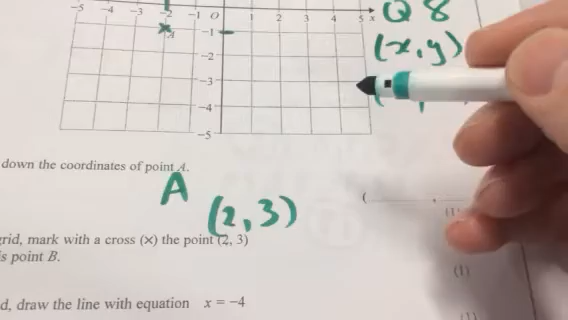 -5 -4 -3 -2 -1 O 1 2 3 4 5 x
Q 8
A
-1
(x,y)
-2
-3
-4
-5
down the coordinates of point A.
A
(2,3)
( , 
(1)
grid, mark with a cross (×) the point (2, 3)
is point B.
(1)
d, draw the line with equation x = -4
(1)